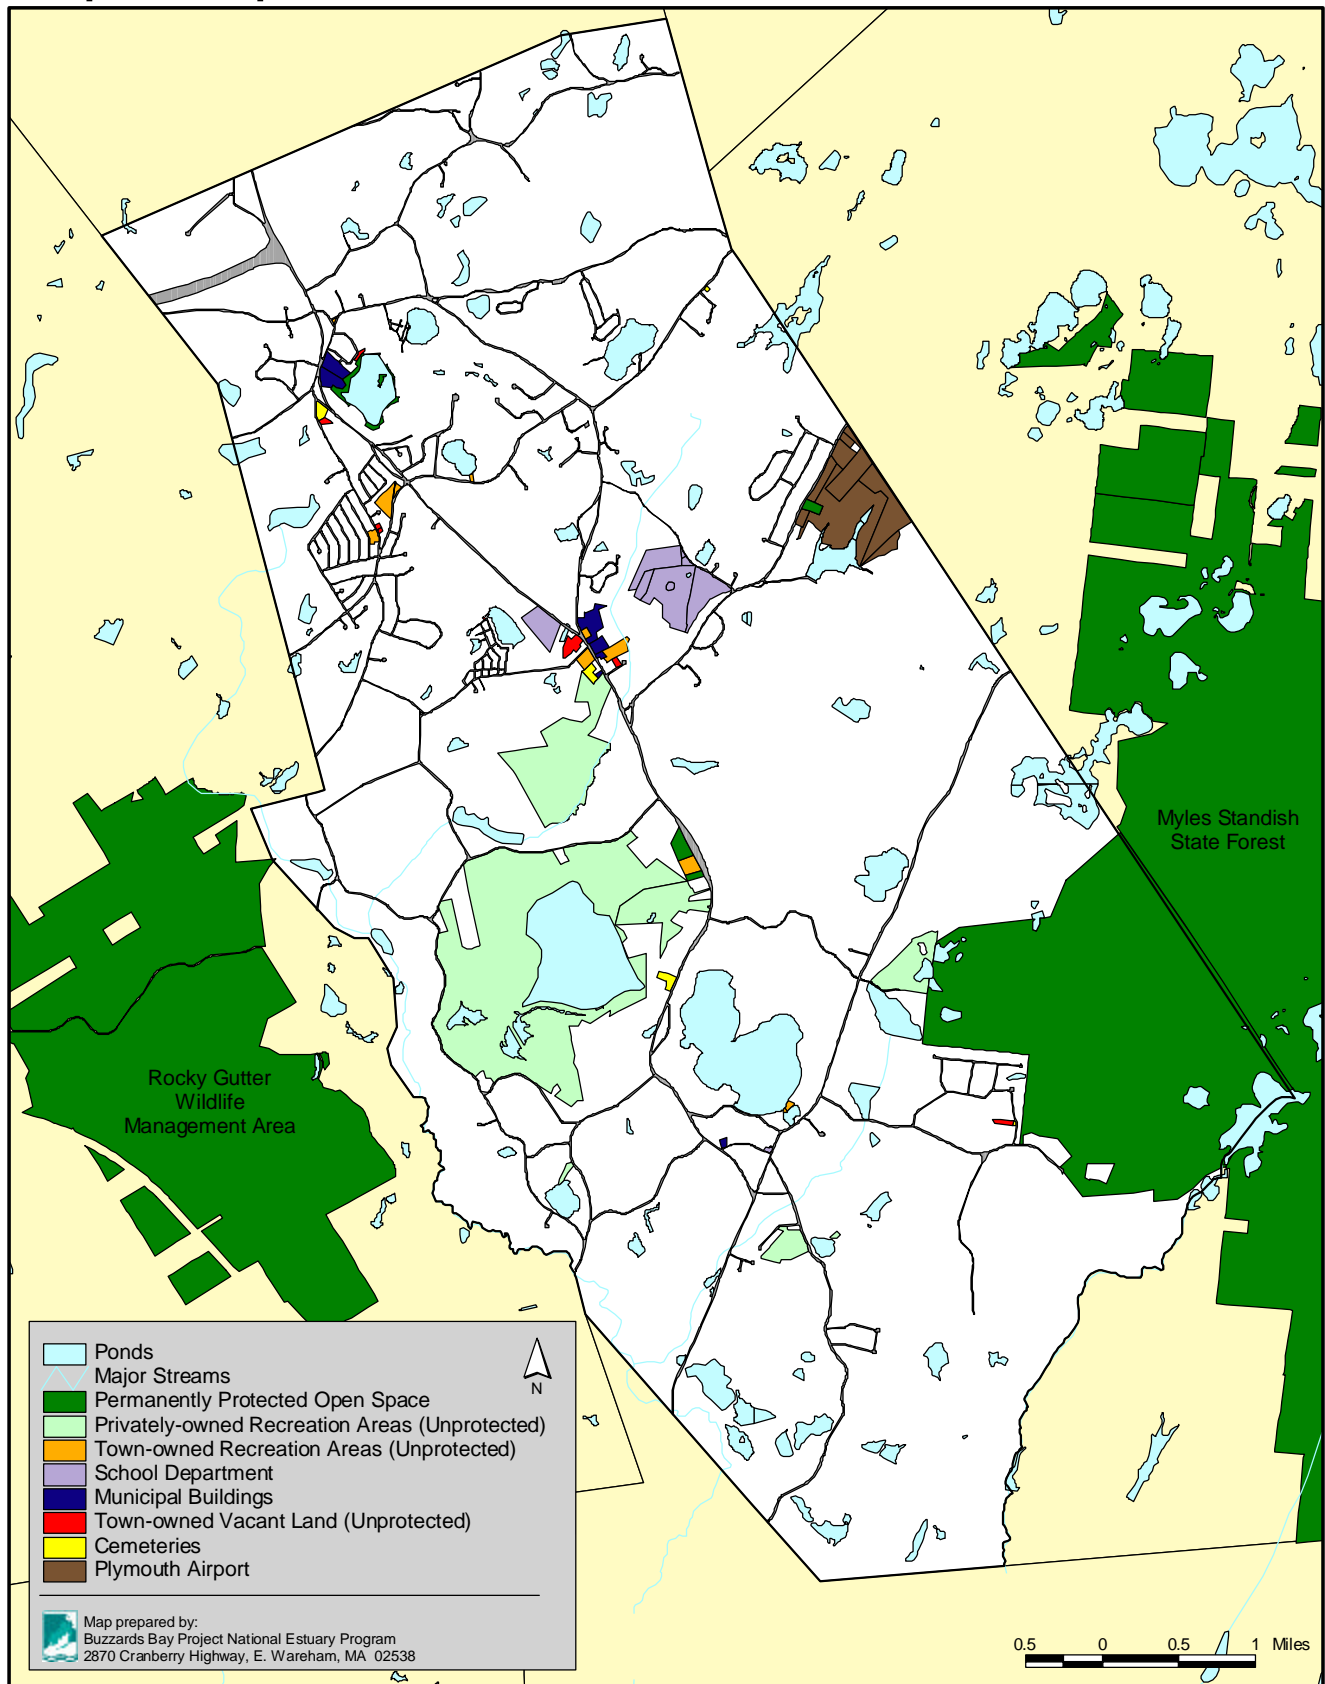 Myles Standish
State Forest
Rocky Gutter
Wildlife
Management Area
Ponds
Major Streams
Permanently Protected Open Space
Privately-owned Recreation Areas (Unprotected)
Town-owned Recreation Areas (Unprotected)
School Department
Municipal Buildings
Town-owned Vacant Land (Unprotected)
Cemeteries
Plymouth Airport
N
Map prepared by:
Buzzards Bay Project National Estuary Program
2870 Cranberry Highway, E. Wareham, MA 02538
0.5 0 0.5 1 Miles